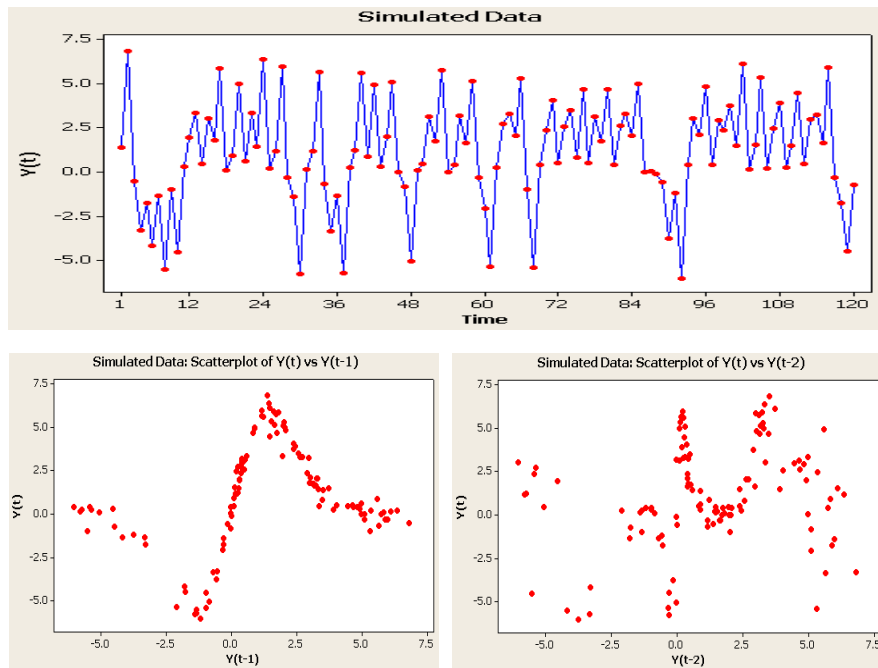 Simulated Data
7.5
5.0
2.5
0.0
-2.5
-5.0
Y(t)
1 12 24 36 48 60 72 84 96 108 120
Time
Simulated Data: Scatterplot of Y(t) vs Y(t-1)
7.5
5.0
2.5
0.0
-2.5
-5.0
Y(t)
-5.0 -2.5 0.0 2.5 5.0 7.5
Y(t-1)
Simulated Data: Scatterplot of Y(t) vs Y(t-2)
7.5
5.0
2.5
0.0
-2.5
-5.0
Y(t)
-5.0 -2.5 0.0 2.5 5.0 7.5
Y(t-2)